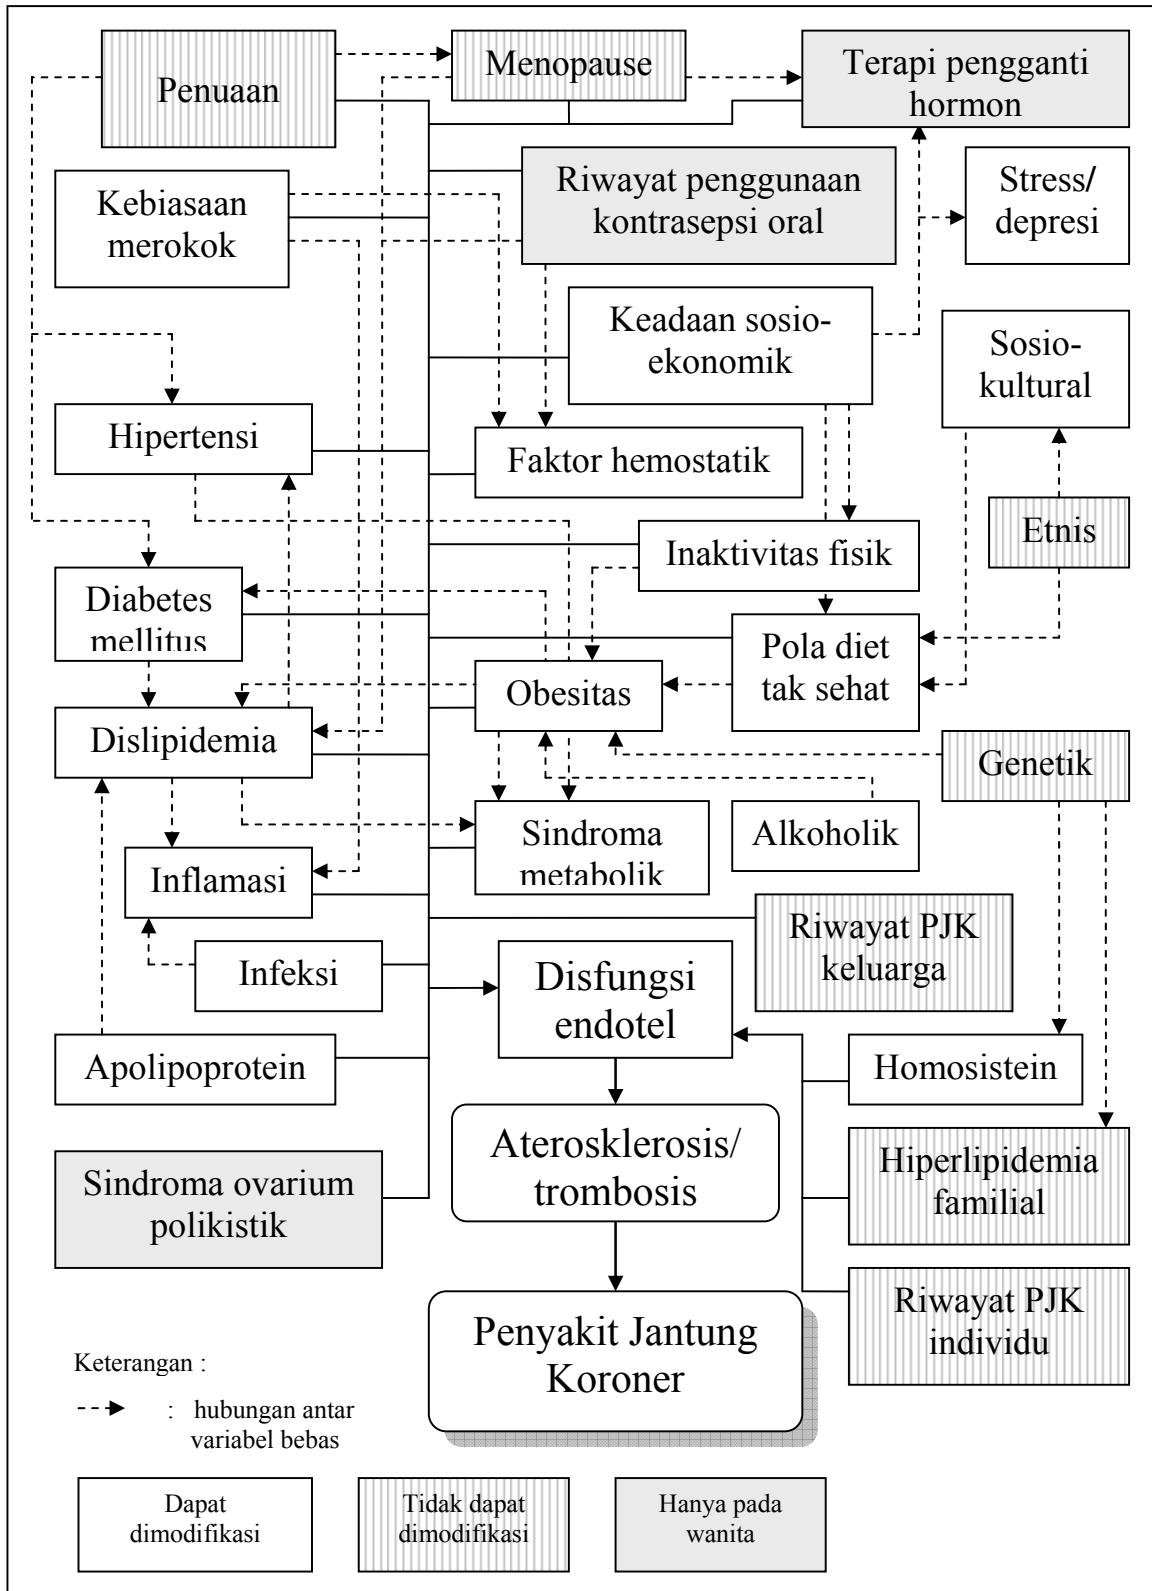 Penuaan
Menopause
Terapi pengganti
hormon
Kebiasaan
merokok
Riwayat penggunaan
kontrasepsi oral
Stress/
depresi
Keadaan sosio-
ekonomik
Sosio-
kultural
Hipertensi
Faktor hemostatik
Etnis
Inaktivitas fisik
Diabetes
mellitus
Pola diet
tak sehat
Obesitas
Dislipidemia
Genetik
Sindroma
metabolik
Alkoholik
Inflamasi
Riwayat PJK
keluarga
Infeksi
Disfungsi
endotel
Apolipoprotein
Homosistein
Aterosklerosis/
trombosis
Hiperlipidemia
familial
Sindroma ovarium
polikistik
Riwayat PJK
individu
Penyakit Jantung
Koroner
Keterangan :
: hubungan antar
variabel bebas
Dapat
dimodifikasi
Tidak dapat
dimodifikasi
Hanya pada
wanita